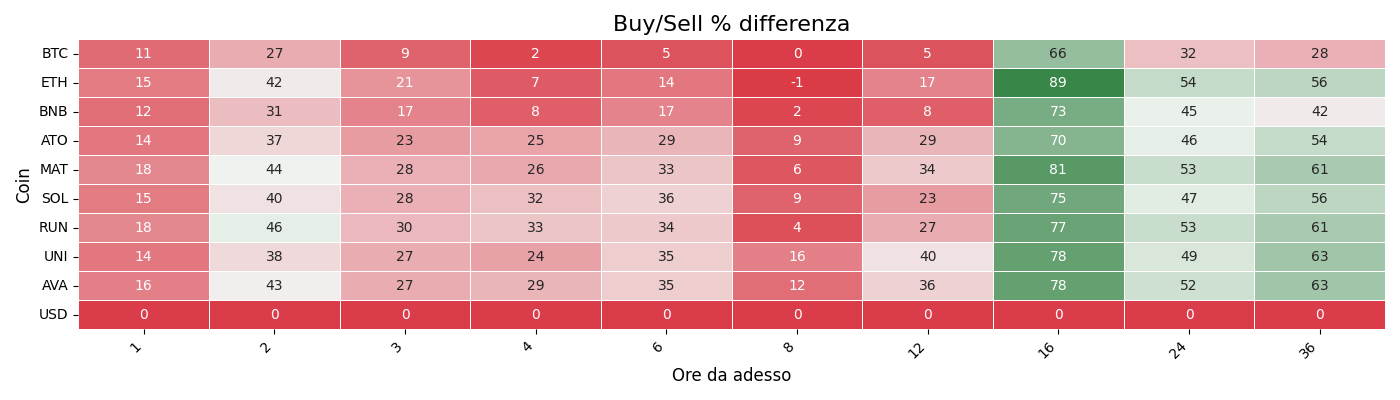 Buy/Sell % differenza
Coin
BTC 11 27 9 2 5 0 5 66 32 28
ETH 15 42 21 7 14 -1 17 89 54 56
BNB 12 31 17 8 17 2 8 73 45 42
ATO 14 37 23 25 29 9 29 70 46 54
MAT 18 44 28 26 33 6 34 81 53 61
SOL 15 40 28 32 36 9 23 75 47 56
RUN 18 46 30 33 34 4 27 77 53 61
UNI 14 38 27 24 35 16 40 78 49 63
AVA 16 43 27 29 35 12 36 78 52 63
USD 0 0 0 0 0 0 0 0 0 0
1 2 3 4 6 8 12 16 24 36
Ore da adesso